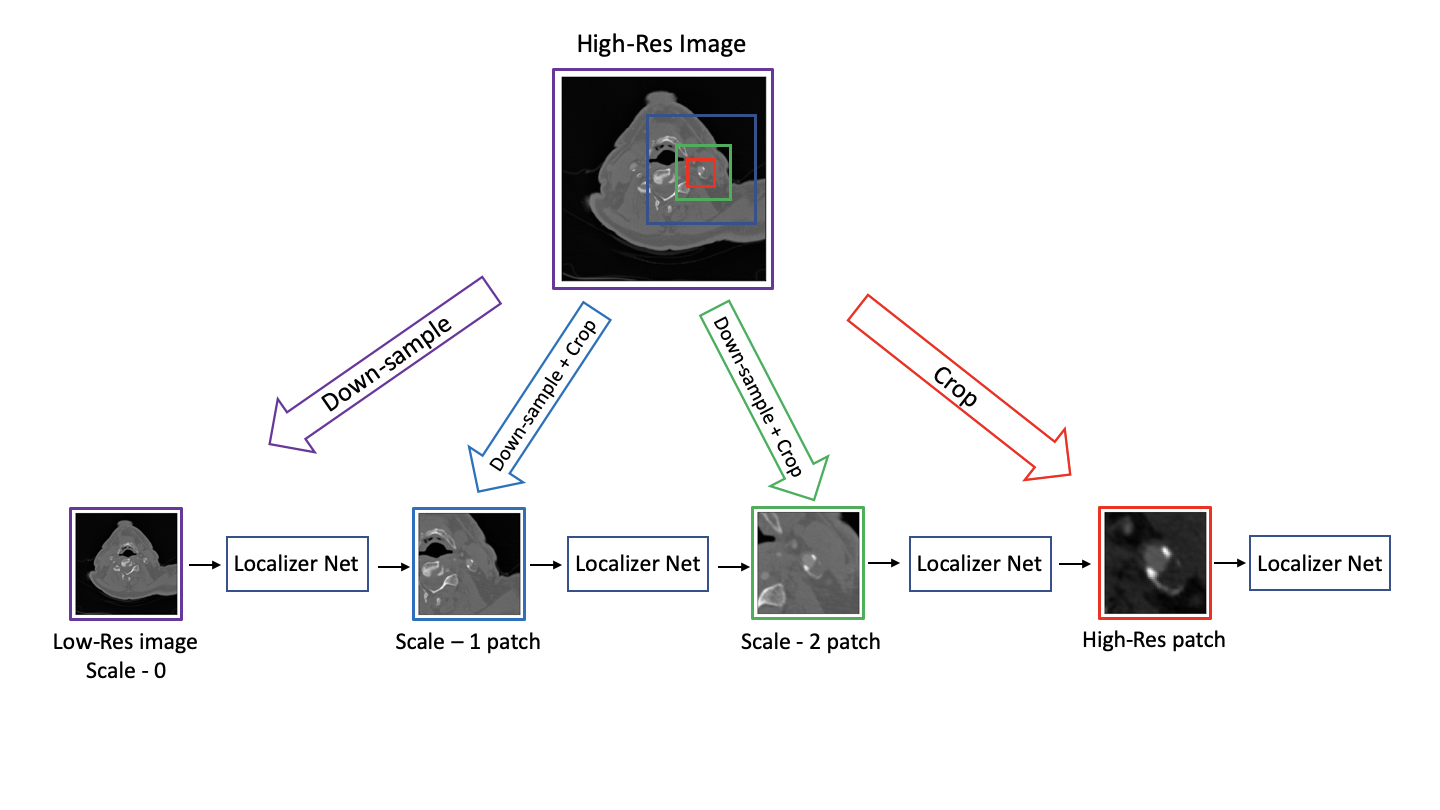 High-Res Image
Down-sample
Down-sample + Crop
Down-sample + Crop
Crop
Localizer Net
Localizer Net
Localizer Net
Localizer Net
Low-Res image
Scale - 0
Scale – 1 patch
Scale - 2 patch
High-Res patch